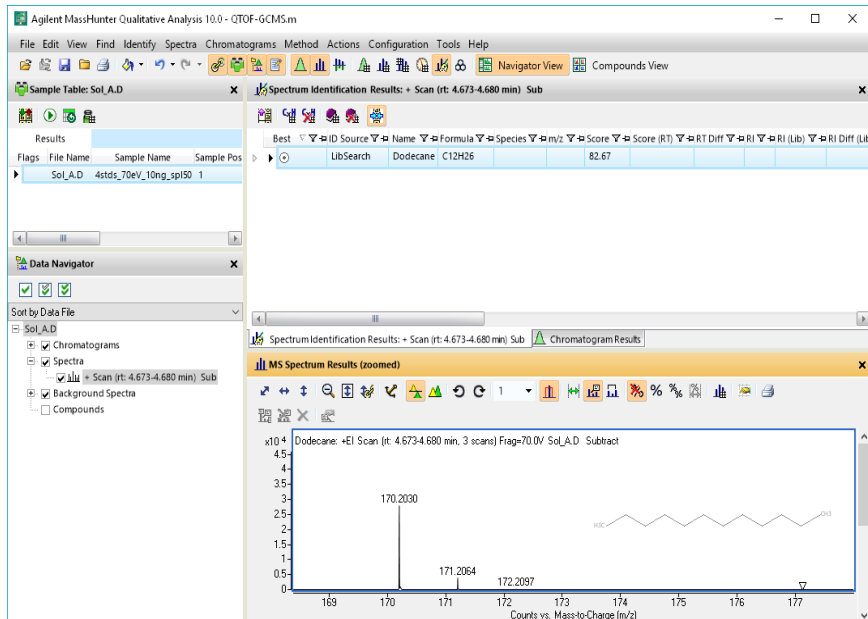 Agilent MassHunter Qualitative Analysis 10.0 - QTOF-GCMS.m
File Edit View Find Identify Spectra Chromatograms Method Actions Configuration Tools Help
Navigator View Compounds View
Sample Table: Sol_A.D
Results
Flags File Name Sample Name Sample Pos
Sol_A.D 4stds_70eV_10ng_spl50 1
Data Navigator
Sort by Data File
Sol_A.D
Chromatograms
Spectra
+ Scan (rt: 4.673-4.680 min) Sub
Background Spectra
Compounds
Spectrum Identification Results: + Scan (rt: 4.673-4.680 min) Sub
Best ID Source Name Formula Species m/z Score Score (RT) RT Diff RI RI (Lib) RI Diff (Lib
LibSearch Dodecane C12H26 82.67
Spectrum Identification Results: + Scan (rt: 4.673-4.680 min) Sub Chromatogram Results
MS Spectrum Results (zoomed)
1
x10 4 Dodecane: +EI Scan (rt: 4.673-4.680 min, 3 scans) Frag=70.0V Sol_A.D Subtract
4.5
4
3.5
3
2.5
2
1.5
1
0.5
0
170.2030
171.2064
172.2097
H3C CH3
169 170 171 172 173 174 175 176 177
Counts vs. Mass-to-Charge (m/z)